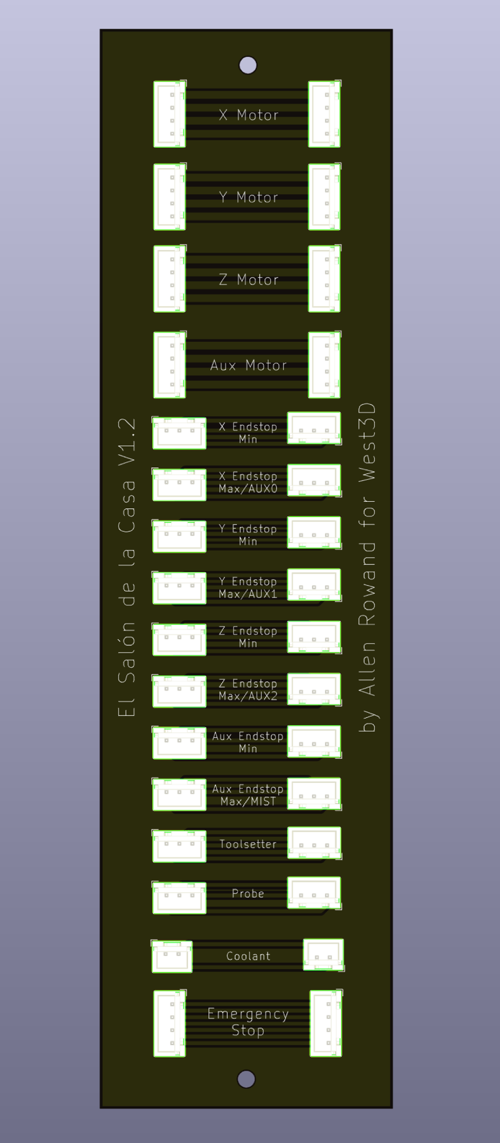 X Motor
Y Motor
Z Motor
Aux Motor
X Endstop
Min
X Endstop
Max/AUX0
Y Endstop
Min
Y Endstop
Max/AUX1
Z Endstop
Min
Z Endstop
Max/AUX2
Aux Endstop
Min
Aux Endstop
Max/MIST
Toolsetter
Probe
Coolant
Emergency
Stop
El Salón de la Casa V1.2
by Allen Rowand for West3D